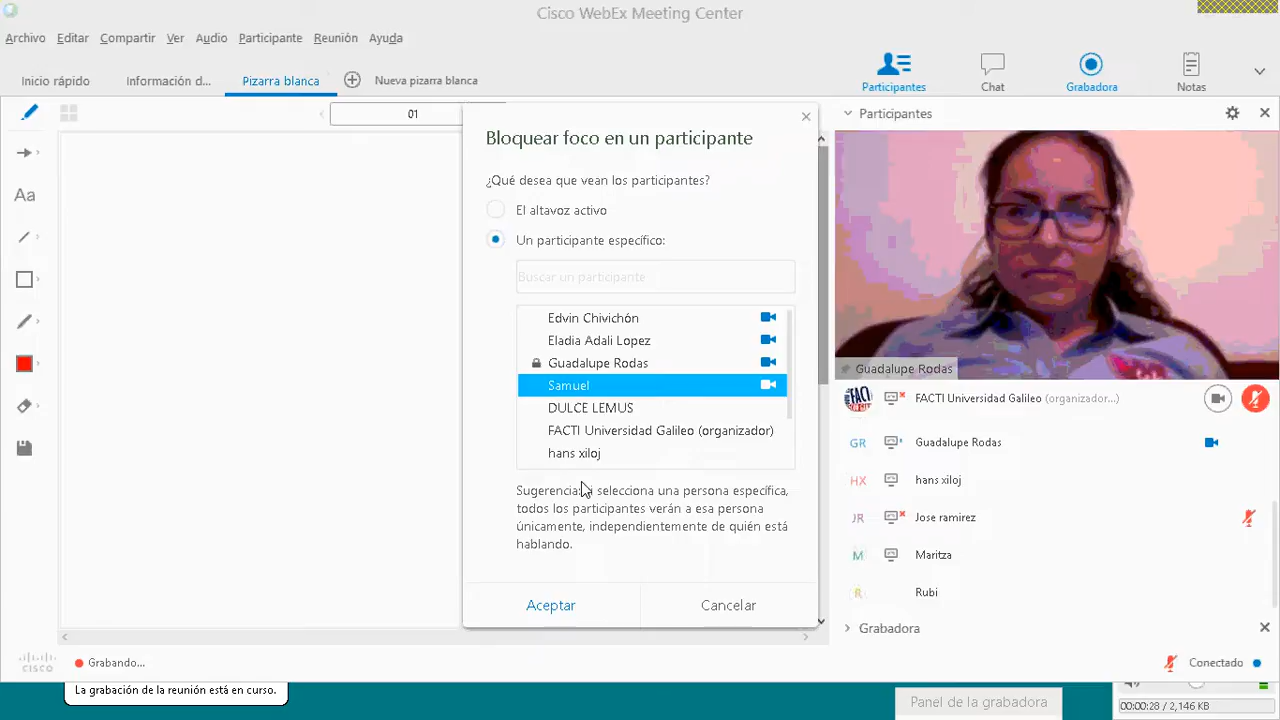 Cisco WebEx Meeting Center
Archivo Editar Compartir Ver Audio Participante Reunión Ayuda
Inicio rápido Información d... Pizarra blanca Nueva pizarra blanca
Participantes Chat Grabadora Notas
01
Bloquear foco en un participante
¿Qué desea que vean los participantes?
El altavoz activo
Un participante específico:
Buscar un participante
Edwin Chivichón
Eladia Adali Lopez
Guadalupe Rodas
Samuel
DULCE LEMUS
FACTI Universidad Galileo (organizador)
hans xiloj
Sugerencia: si selecciona una persona específica,
todos los participantes verán a esa persona
únicamente, independientemente de quién está
hablando.
Aceptar Cancelar
Aa
Participantes
Guadalupe Rodas
FACTI
FACTI Universidad Galileo (organizador...)
GR Guadalupe Rodas
HX hans xiloj
JR Jose ramirez
M Maritza
R Rubi
Grabadora
CISCO
Grabando...
Conectado
La grabación de la reunión está en curso.
Panel de la grabadora
00:00:28 / 2,146 KB